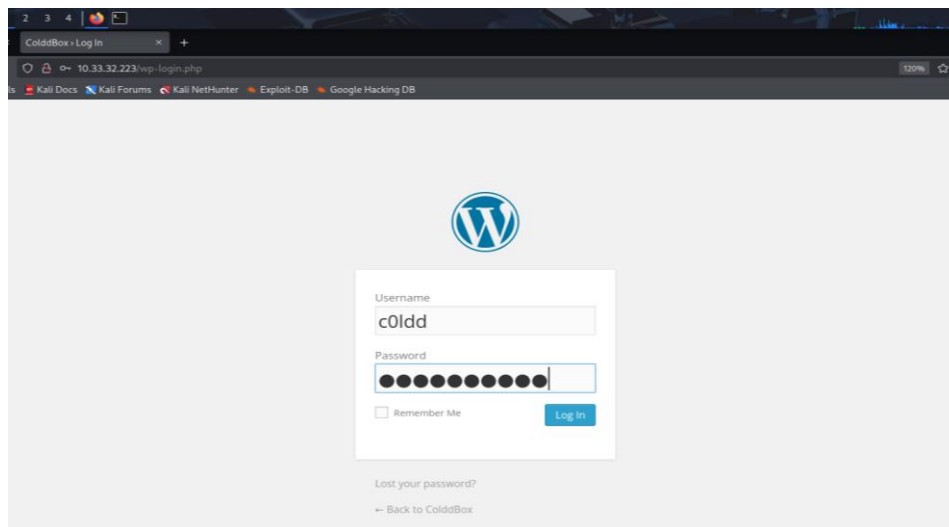 2 3 4
ColddBox › Log In × +
10.33.32.223/wp-login.php 120%
ls Kali Docs Kali Forums Kali NetHunter Exploit-DB Google Hacking DB
W
Username
c0ldd
Password
Remember Me Log In
Lost your password?
← Back to ColddBox